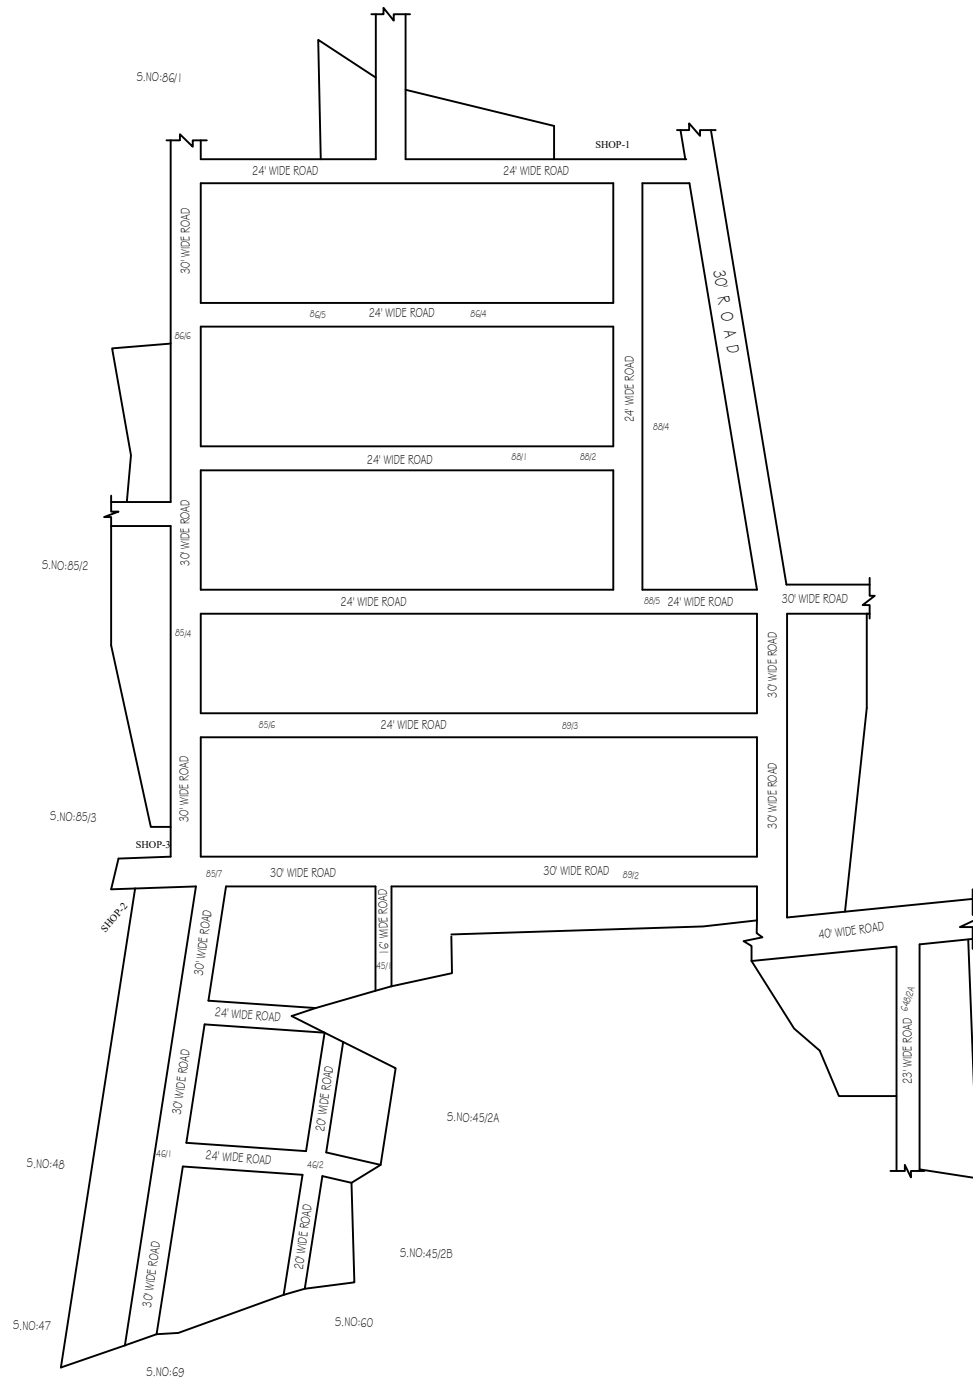 S.NO:86/1
SHOP-1
24' WIDE ROAD
24' WIDE ROAD
30' WIDE ROAD
30' ROAD
86/5
24' WIDE ROAD
86/4
86/6
24' WIDE ROAD
88/4
24' WIDE ROAD
88/1
88/2
30' WIDE ROAD
S.NO:85/2
24' WIDE ROAD
88/5
24' WIDE ROAD
30' WIDE ROAD
85/4
30' WIDE ROAD
85/6
24' WIDE ROAD
89/3
30' WIDE ROAD
30' WIDE ROAD
S.NO:85/3
SHOP-3
85/7
30' WIDE ROAD
30' WIDE ROAD
89/2
SHOP-2
30' WIDE ROAD
16' WIDE ROAD
45/1
40' WIDE ROAD
24' WIDE ROAD
23' WIDE ROAD
648/2A
30' WIDE ROAD
20' WIDE ROAD
S.NO:45/2A
46/1
24' WIDE ROAD
46/2
S.NO:48
20' WIDE ROAD
30' WIDE ROAD
S.NO:45/2B
S.NO:47
S.NO:60
S.NO:69